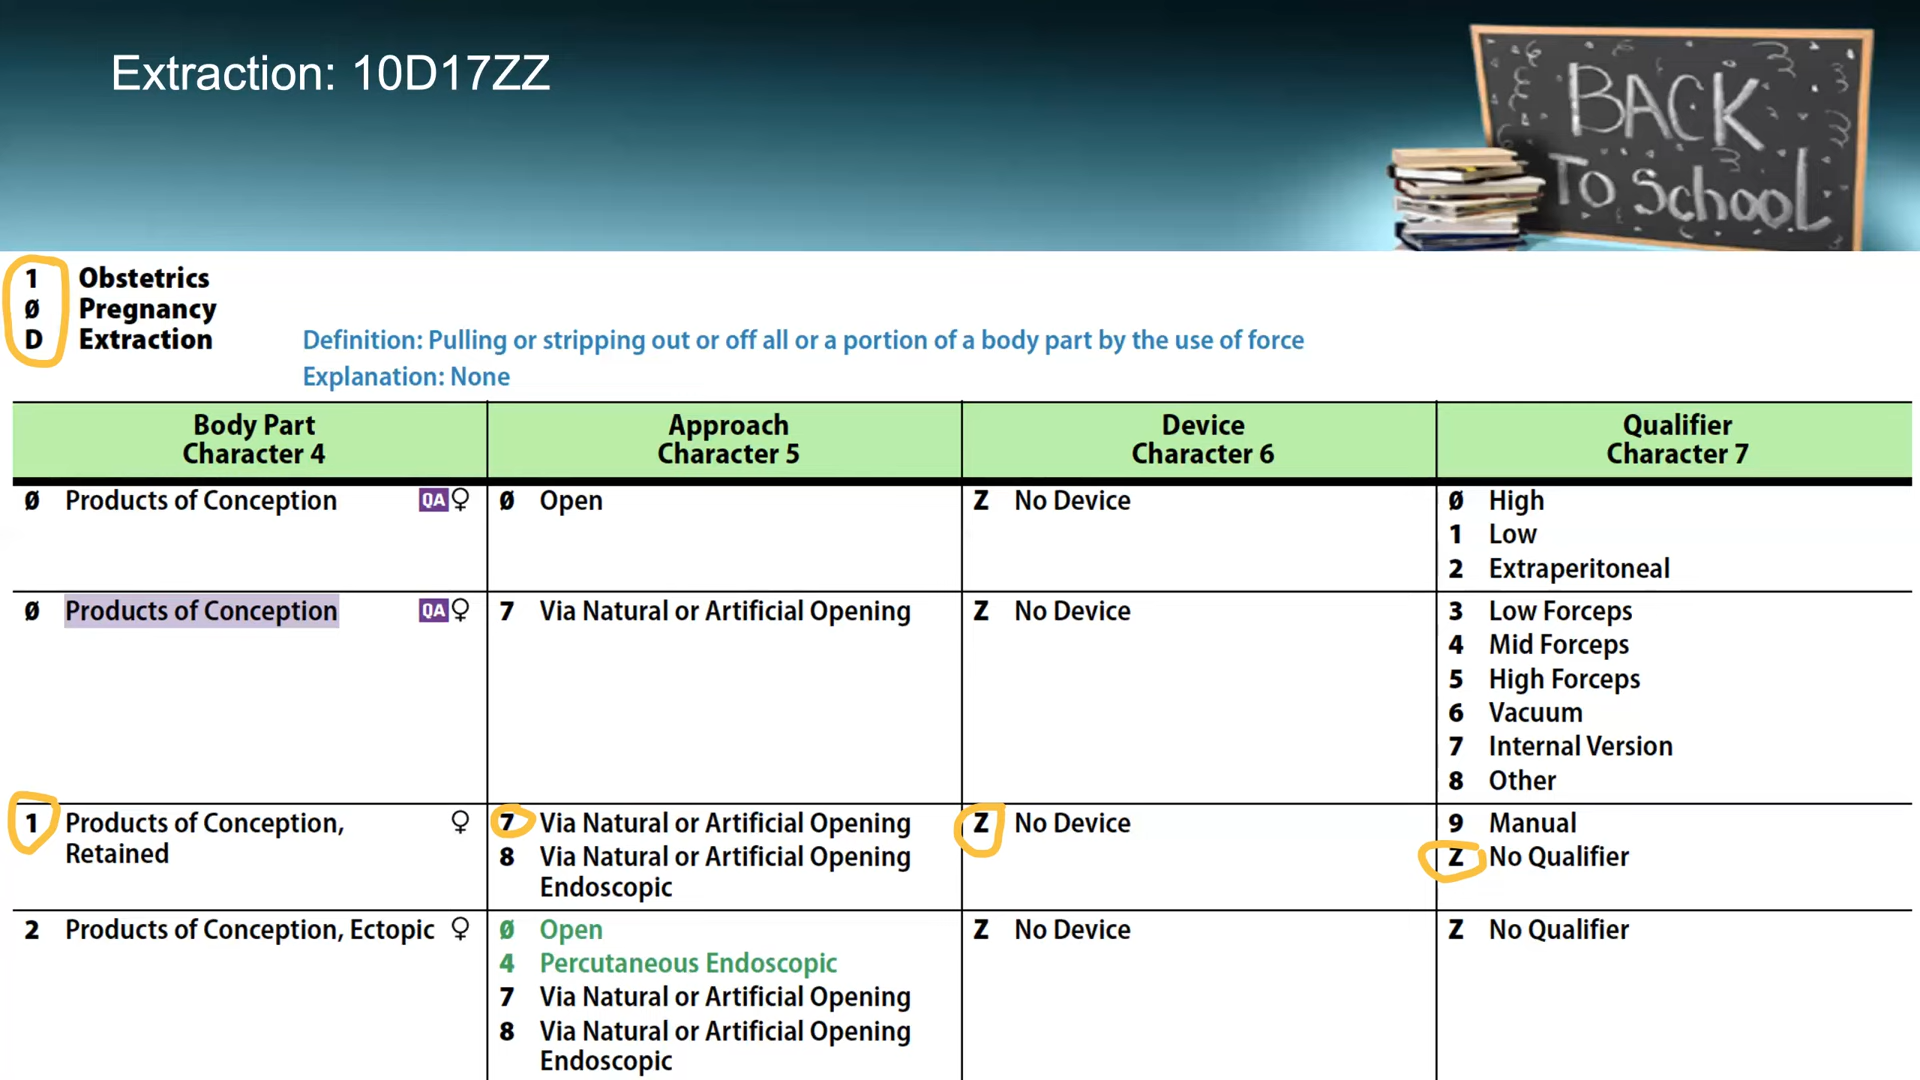 Extraction: 10D17ZZ
BACK
To School
1 Obstetrics
Ø Pregnancy
D Extraction Definition: Pulling or stripping out or off all or a portion of a body part by the use of force
Explanation: None
Body Part Approach Device Qualifier
Character 4 Character 5 Character 6 Character 7
Ø Products of Conception QA ♀ Ø Open Z No Device Ø High
1 Low
2 Extraperitoneal
Ø Products of Conception QA ♀ 7 Via Natural or Artificial Opening Z No Device 3 Low Forceps
4 Mid Forceps
5 High Forceps
6 Vacuum
7 Internal Version
8 Other
1 Products of Conception, ♀ 7 Via Natural or Artificial Opening Z No Device 9 Manual
Retained 8 Via Natural or Artificial Opening Z No Qualifier
Endoscopic
2 Products of Conception, Ectopic ♀ Ø Open Z No Device Z No Qualifier
4 Percutaneous Endoscopic
7 Via Natural or Artificial Opening
8 Via Natural or Artificial Opening
Endoscopic